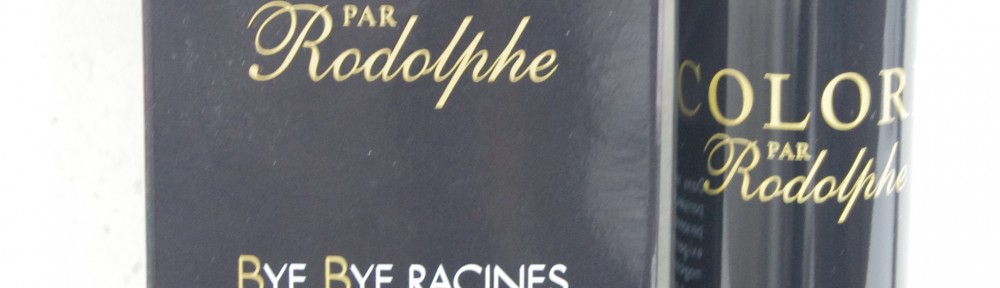 PAR
Rodolphe
BYE BYE RACINES
COLOR
PAR
Rodolphe